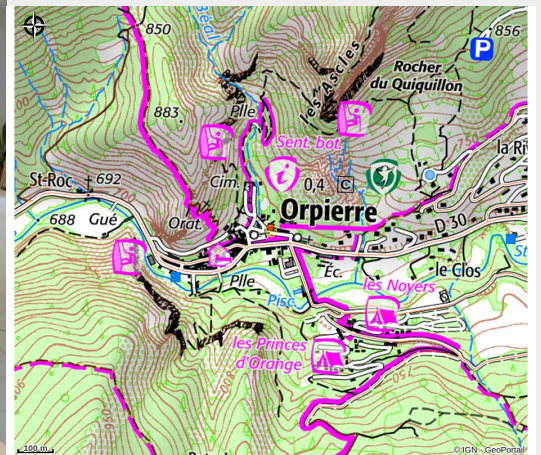 850
Béal
856
P
les Ascles
Rocher
du Quiquillon
883
Plle
Sent. bot.
la Ri
St-Roc
692
Cim.
i
0,4
C
688
Gué
Orat.
Orpierre
D 30
St
Éc.
le Clos
Plle
Pisc.
les Noyers
les Princes
d'Orange
750
100 m
© IGN - GeoPortail